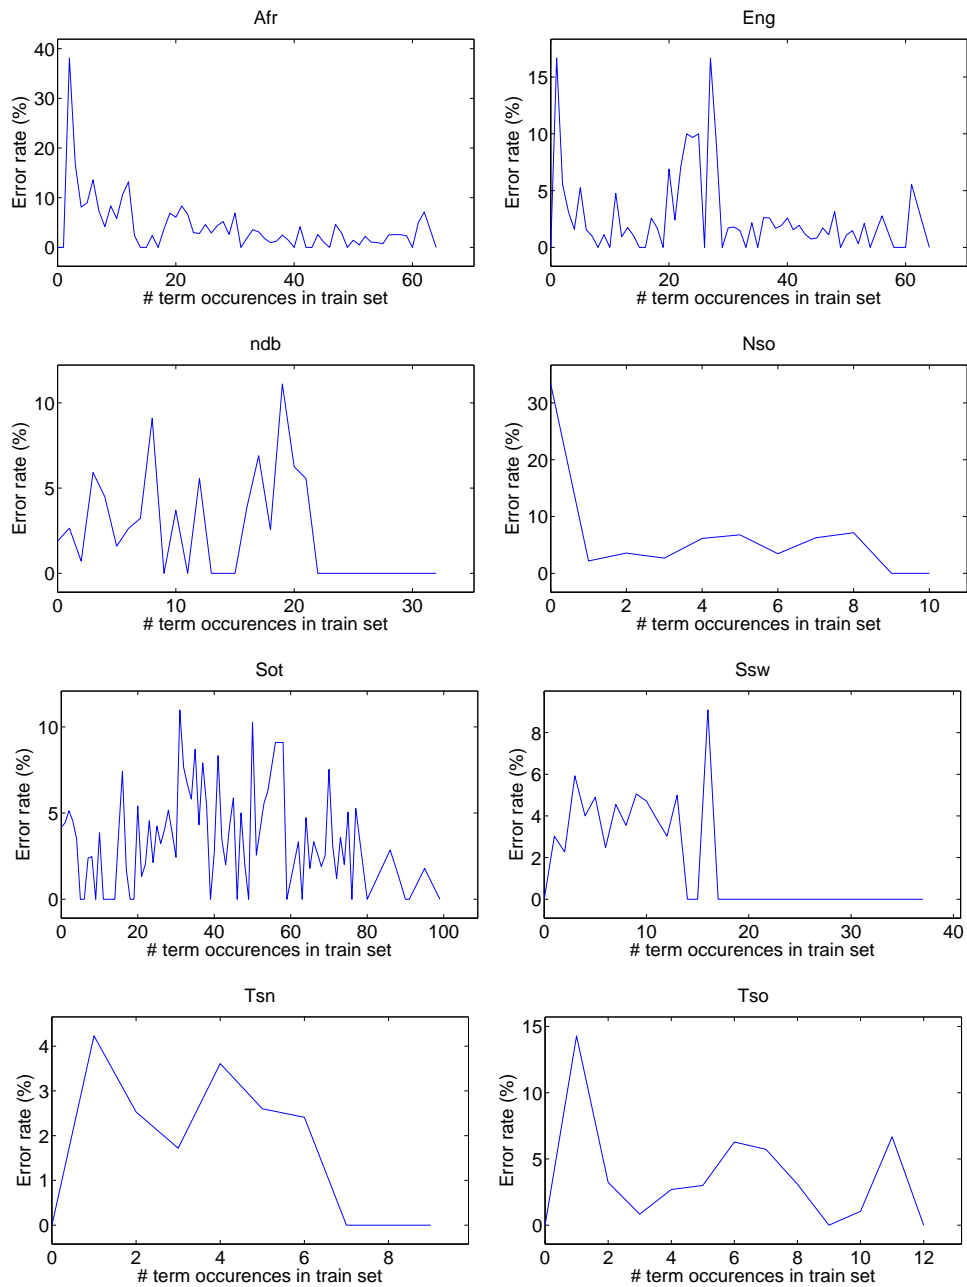 Afr
Error rate (%)
40
30
20
10
0
0 20 40 60
# term occurences in train set
Eng
Error rate (%)
15
10
5
0
0 20 40 60
# term occurences in train set
ndb
Error rate (%)
10
5
0
0 10 20 30
# term occurences in train set
Nso
Error rate (%)
30
20
10
0
0 2 4 6 8 10
# term occurences in train set
Sot
Error rate (%)
10
5
0
0 20 40 60 80 100
# term occurences in train set
Ssw
Error rate (%)
8
6
4
2
0
0 10 20 30 40
# term occurences in train set
Tsn
Error rate (%)
4
3
2
1
0
0 2 4 6 8
# term occurences in train set
Tso
Error rate (%)
15
10
5
0
0 2 4 6 8 10 12
# term occurences in train set